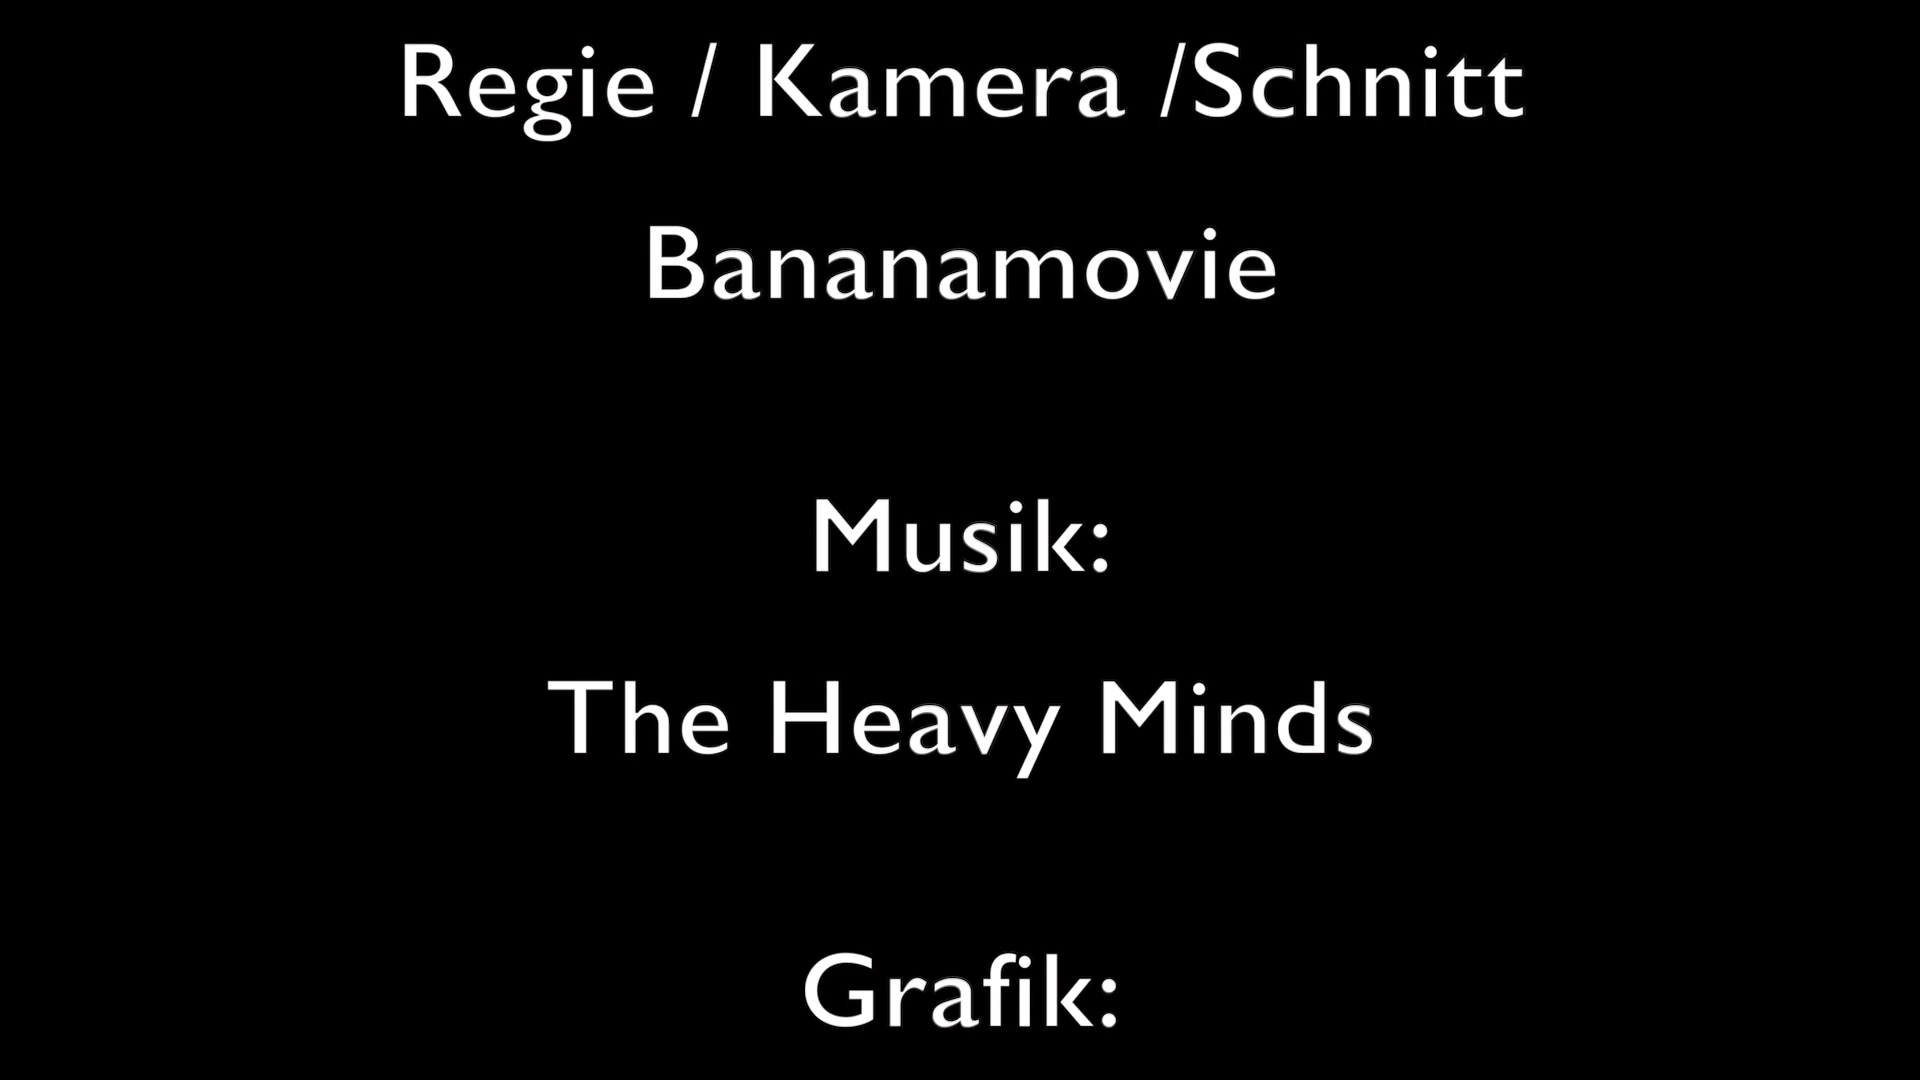 Regie / Kamera /Schnitt
Bananamovie
Musik:
The Heavy Minds
Grafik: